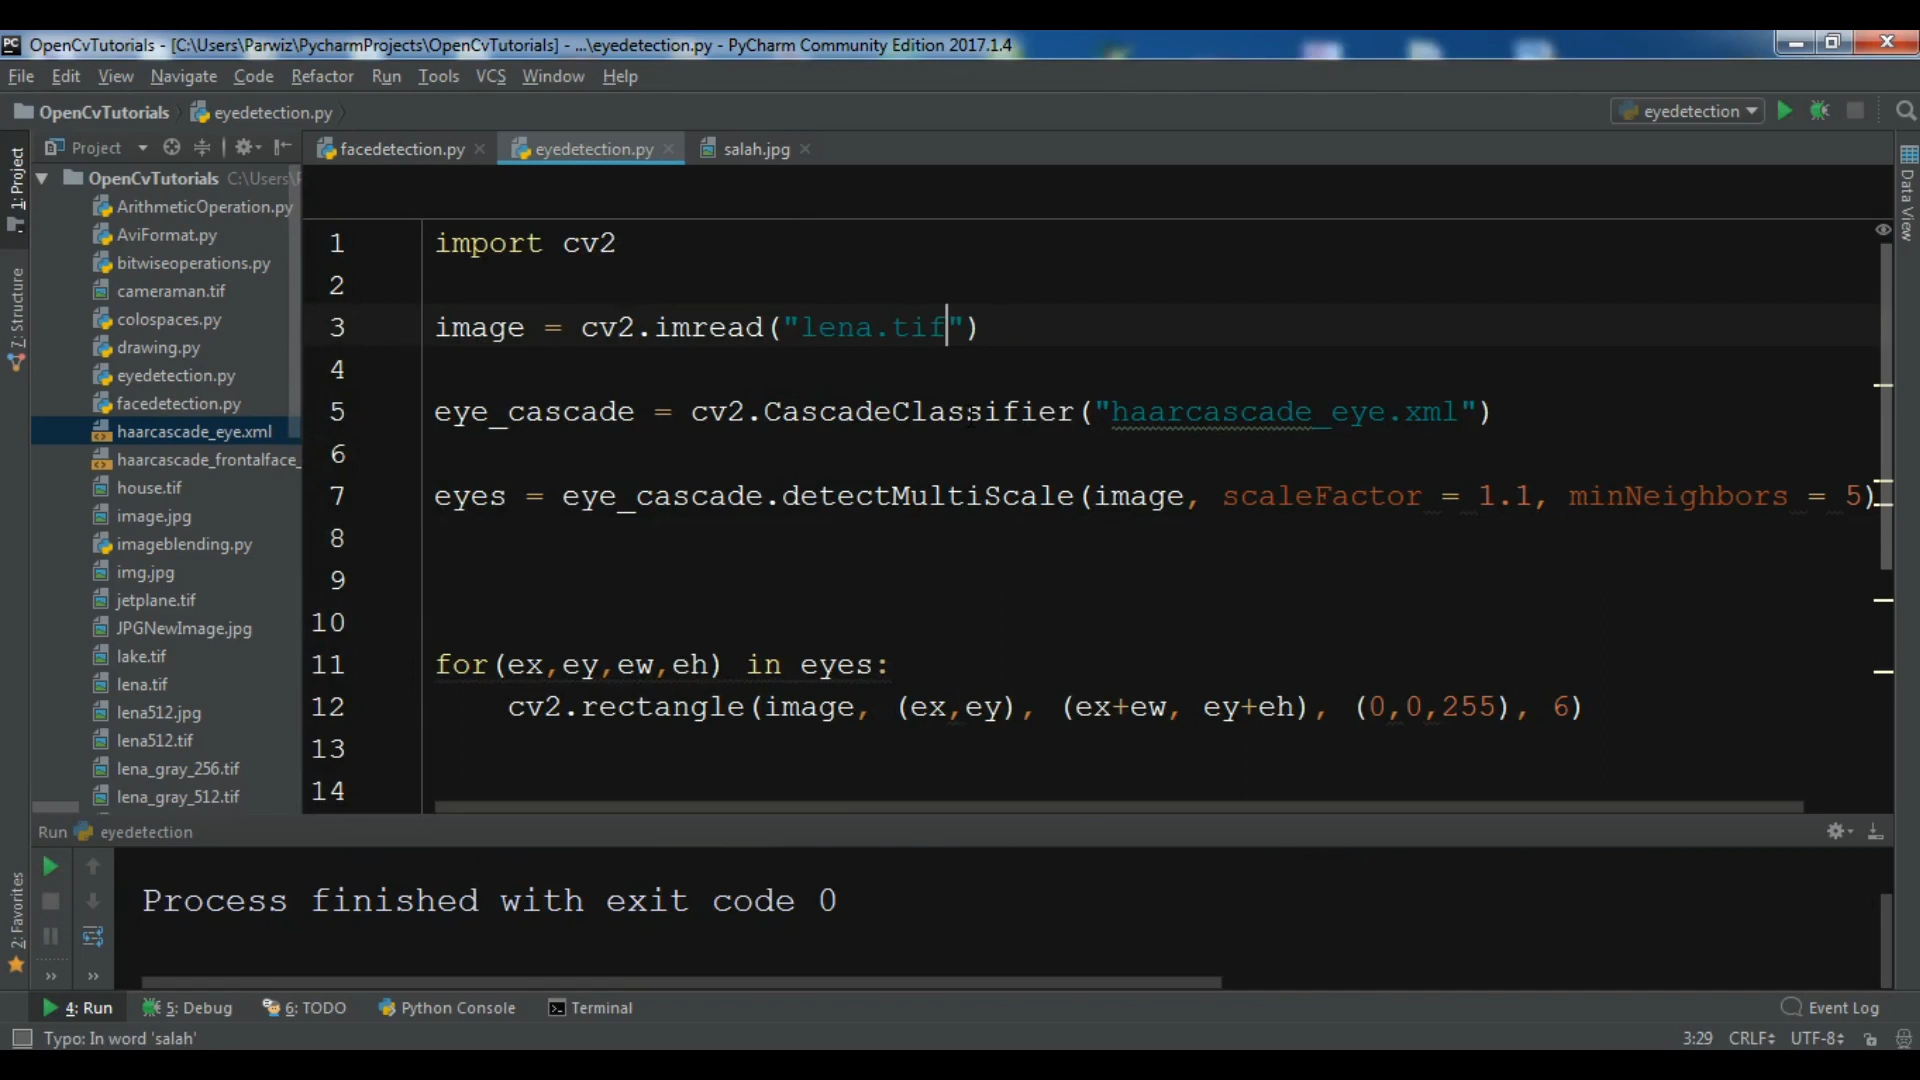 PC OpenCvTutorials - [C:\Users\Parwiz\PycharmProjects\OpenCvTutorials] - ...\eyedetection.py - PyCharm Community Edition 2017.1.4
File Edit View Navigate Code Refactor Run Tools VCS Window Help
OpenCvTutorials eyedetection.py eyedetection
Project facedetection.py eyedetection.py salah.jpg
1: Project
7: Structure
2: Favorites
Data View
OpenCvTutorials C:\Users\
ArithmeticOperation.py
AviFormat.py
bitwiseoperations.py
cameraman.tif
colospaces.py
drawing.py
eyedetection.py
facedetection.py
haarcascade_eye.xml
haarcascade_frontalface_
house.tif
image.jpg
imageblending.py
img.jpg
jetplane.tif
JPGNewImage.jpg
lake.tif
lena.tif
lena512.jpg
lena512.tif
lena_gray_256.tif
lena_gray_512.tif
1 import cv2
2
3 image = cv2.imread("lena.tif")
4
5 eye_cascade = cv2.CascadeClassifier("haarcascade_eye.xml")
6
7 eyes = eye_cascade.detectMultiScale(image, scaleFactor = 1.1, minNeighbors = 5)
8
9
10
11 for(ex,ey,ew,eh) in eyes:
12 cv2.rectangle(image, (ex,ey), (ex+ew, ey+eh), (0,0,255), 6)
13
14
Run eyedetection
Process finished with exit code 0
4: Run 5: Debug 6: TODO Python Console Terminal Event Log
Typo: In word 'salah' 3:29 CRLF UTF-8